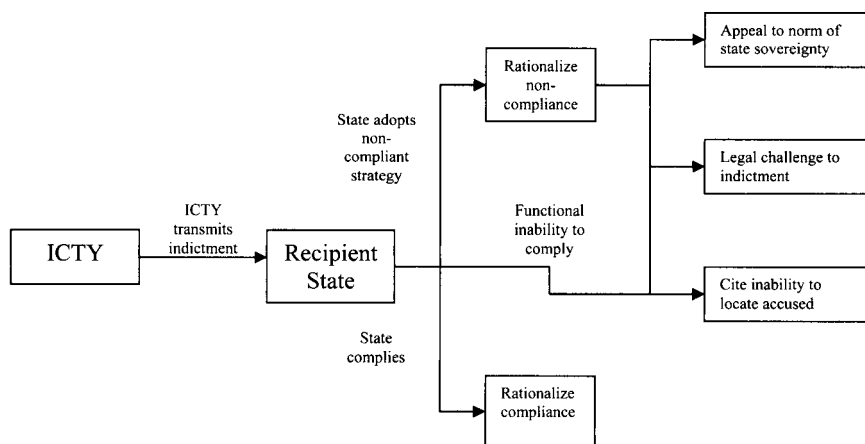 ICTY
ICTY
transmits
indictment
Recipient
State
State adopts
non-
compliant
strategy
Functional
inability to
comply
State
complies
Rationalize
non-
compliance
Rationalize
compliance
Appeal to norm of
state sovereignty
Legal challenge to
indictment
Cite inability to
locate accused